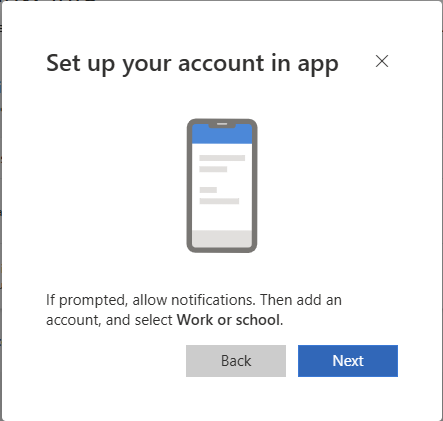 Set up your account in app
If prompted, allow notifications. Then add an
account, and select Work or school.
Back
Next